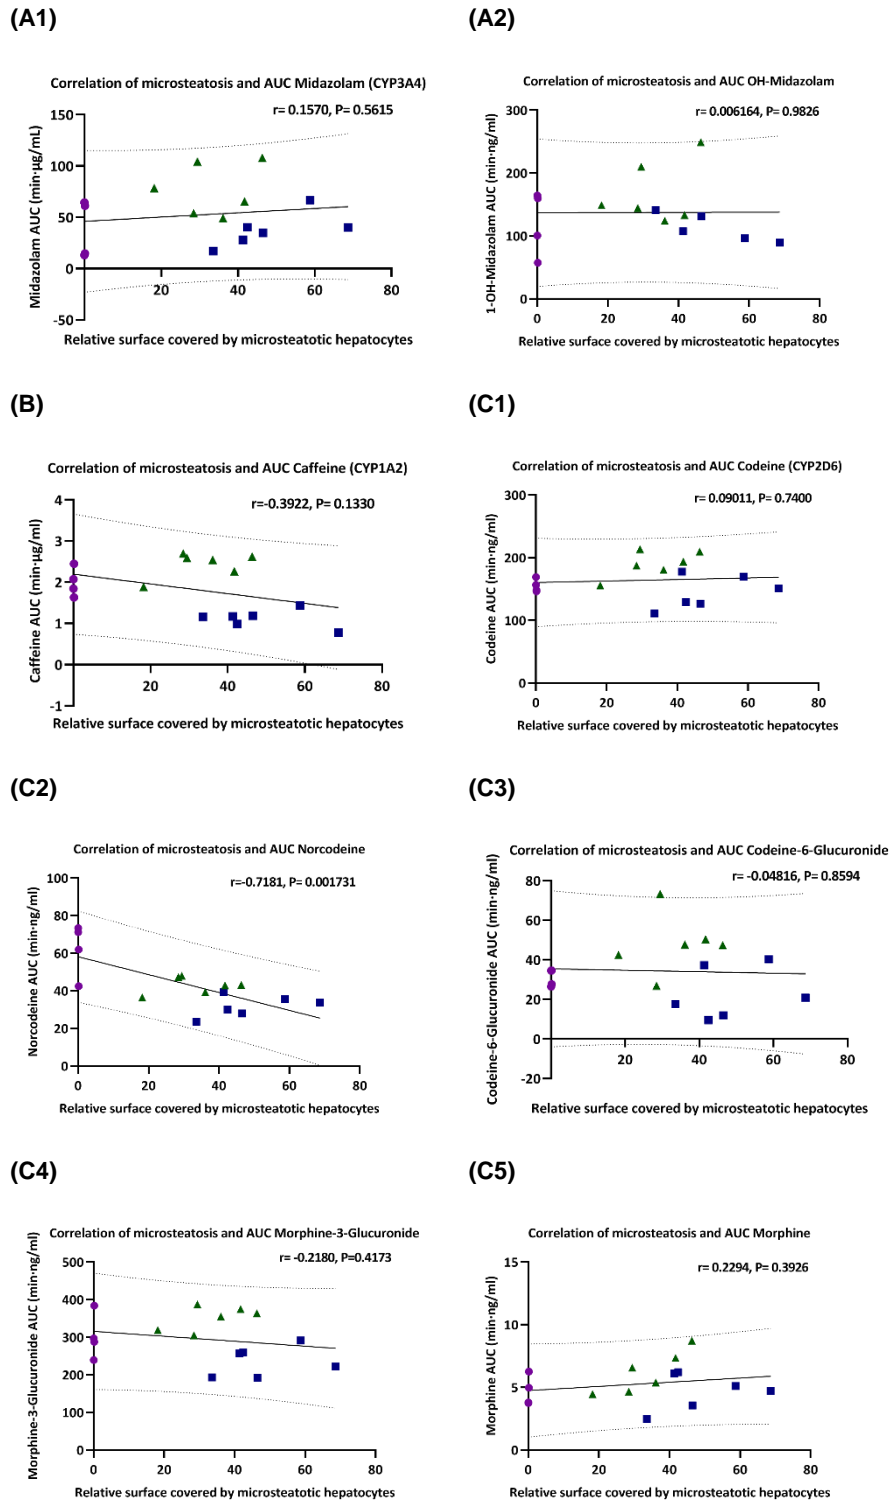 (A1)
Correlation of microsteatosis and AUC Midazolam (CYP3A4)
r= 0.1570, P= 0.5615
Midazolam AUC (min·µg/mL)
150
100
50
0
-50
20 40 60 80
Relative surface covered by microsteatotic hepatocytes
(A2)
Correlation of microsteatosis and AUC OH-Midazolam
r= 0.006164, P= 0.9826
1-OH-Midazolam AUC (min·ng/ml)
300
200
100
0
0 20 40 60 80
Relative surface covered by microsteatotic hepatocytes
(B)
Correlation of microsteatosis and AUC Caffeine (CYP1A2)
r=-0.3922, P= 0.1330
Caffeine AUC (min·µg/ml)
4
3
2
1
0
-1
20 40 60 80
Relative surface covered by microsteatotic hepatocytes
(C1)
Correlation of microsteatosis and AUC Codeine (CYP2D6)
r= 0.09011, P= 0.7400
Codeine AUC (min·ng/ml)
300
200
100
0
0 20 40 60 80
Relative surface covered by microsteatotic hepatocytes
(C2)
Correlation of microsteatosis and AUC Norcodeine
r=-0.7181, P= 0.001731
Norcodeine AUC (min·ng/ml)
100
80
60
40
20
0
0 20 40 60 80
Relative surface covered by microsteatotic hepatocytes
(C3)
Correlation of microsteatosis and AUC Codeine-6-Glucuronide
r= -0.04816, P= 0.8594
Codeine-6-Glucuronide AUC (min·ng/ml)
80
60
40
20
0
-20
20 40 60 80
Relative surface covered by microsteatotic hepatocytes
(C4)
Correlation of microsteatosis and AUC Morphine-3-Glucuronide
r= -0.2180, P=0.4173
Morphine-3-Glucuronide AUC (min·ng/ml)
500
400
300
200
100
0
0 20 40 60 80
Relative surface covered by microsteatotic hepatocytes
(C5)
Correlation of microsteatosis and AUC Morphine
r= 0.2294, P= 0.3926
Morphine AUC (min·ng/ml)
15
10
5
0
0 20 40 60 80
Relative surface covered by microsteatotic hepatocytes